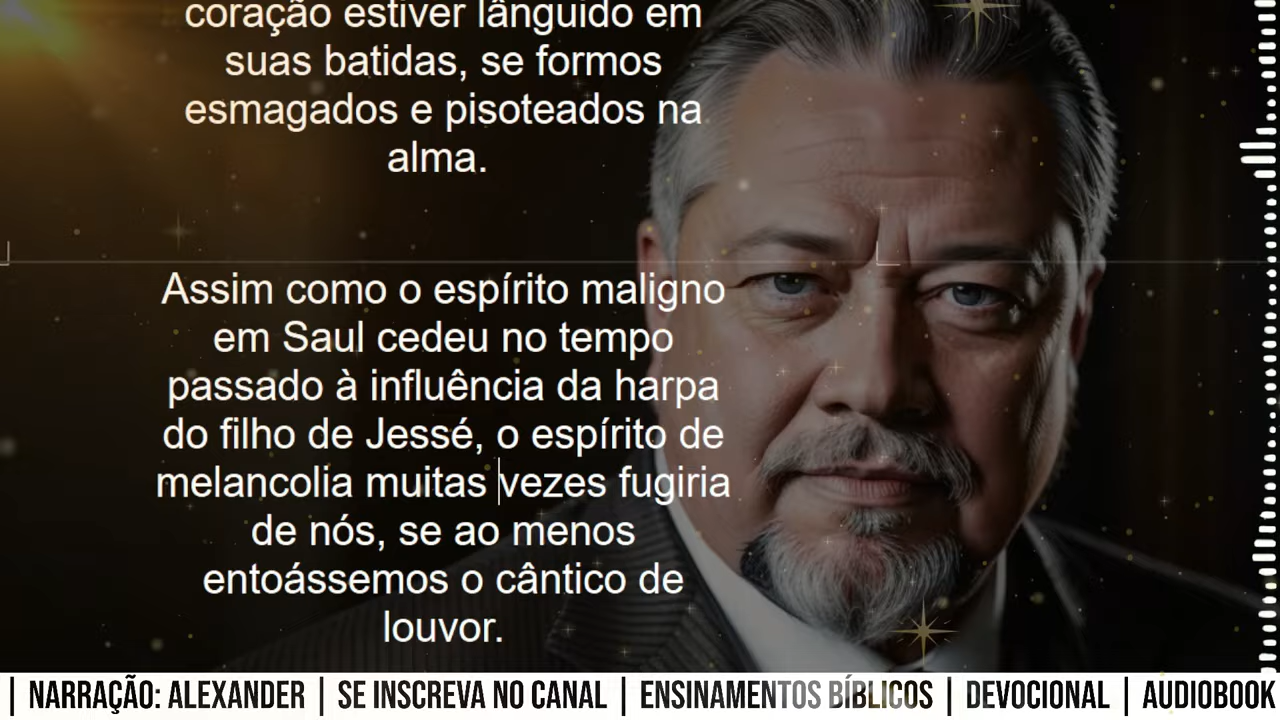 coração estiver lânguido em
suas batidas, se formos
esmagados e pisoteados na
alma.
Assim como o espírito maligno
em Saul cedeu no tempo
passado à influência da harpa
do filho de Jessé, o espírito de
melancolia muitas vezes fugiria
de nós, se ao menos
entoássemos o cântico de
louvor.
| NARRAÇÃO: ALEXANDER | SE INSCREVA NO CANAL | ENSINAMENTOS BÍBLICOS | DEVOCIONAL | AUDIOBOOK